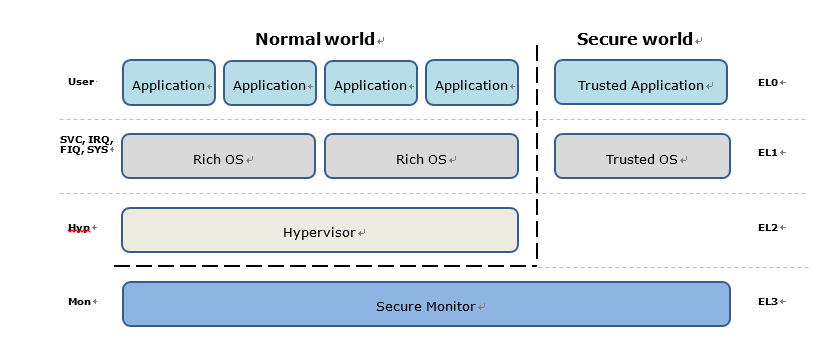 Normal world
Secure world
User
Application
Application
Application
Application
Trusted Application
EL0
SVC, IRQ,
FIQ, SYS
Rich OS
Rich OS
Trusted OS
EL1
Hyp
Hypervisor
EL2
Mon
Secure Monitor
EL3